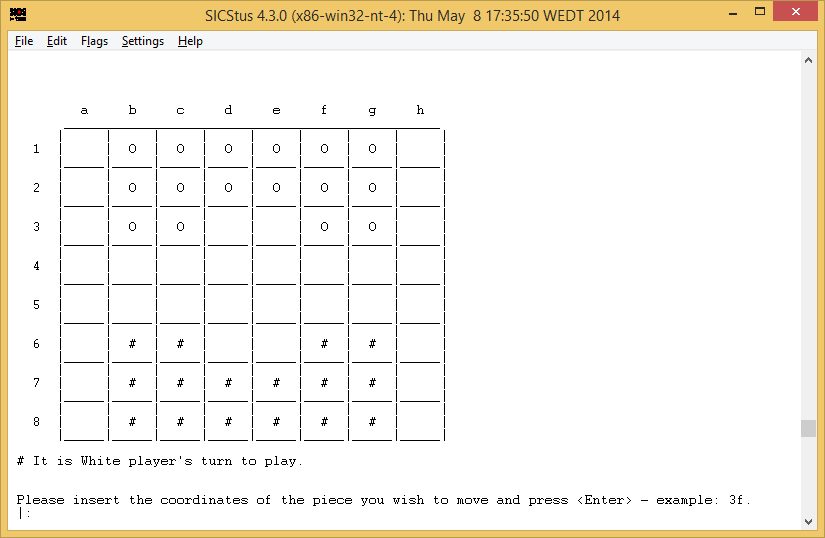 SICStus 4.3.0 (x86-win32-nt-4): Thu May  8 17:35:50 WEDT 2014
File Edit Flags Settings Help
a b c d e f g h
1 O O O O O O
2 O O O O O O
3 O O O O
4
5
6 # # # #
7 # # # # # #
8 # # # # # #
# It is White player's turn to play.
Please insert the coordinates of the piece you wish to move and press <Enter> - example: 3f.
|: